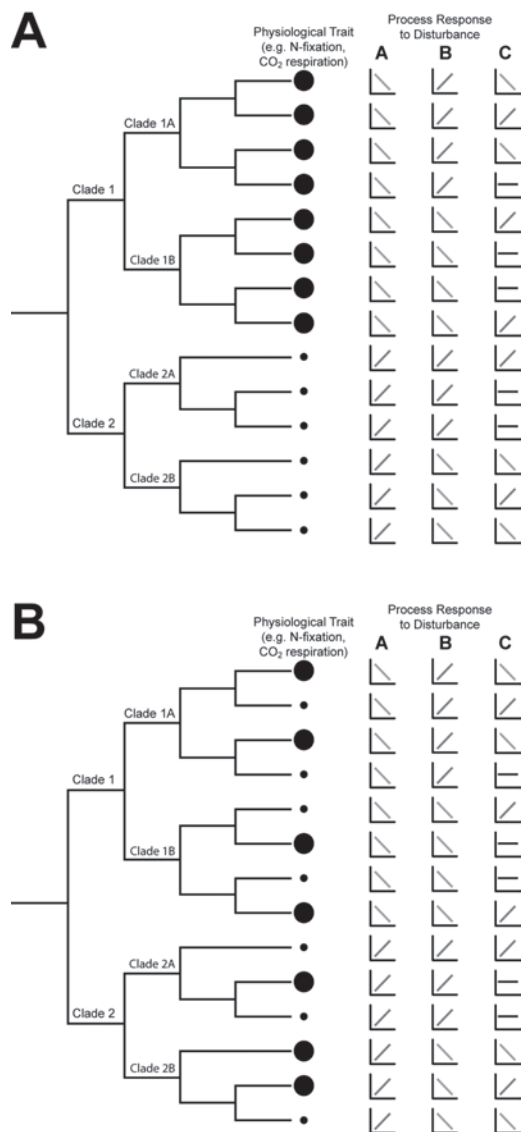 A
Physiological Trait
(e.g. N-fixation,
CO₂ respiration)
Process Response
to Disturbance
A B C
Clade 1A
Clade 1
Clade 1B
Clade 2A
Clade 2
Clade 2B
B
Physiological Trait
(e.g. N-fixation,
CO₂ respiration)
Process Response
to Disturbance
A B C
Clade 1A
Clade 1
Clade 1B
Clade 2A
Clade 2
Clade 2B